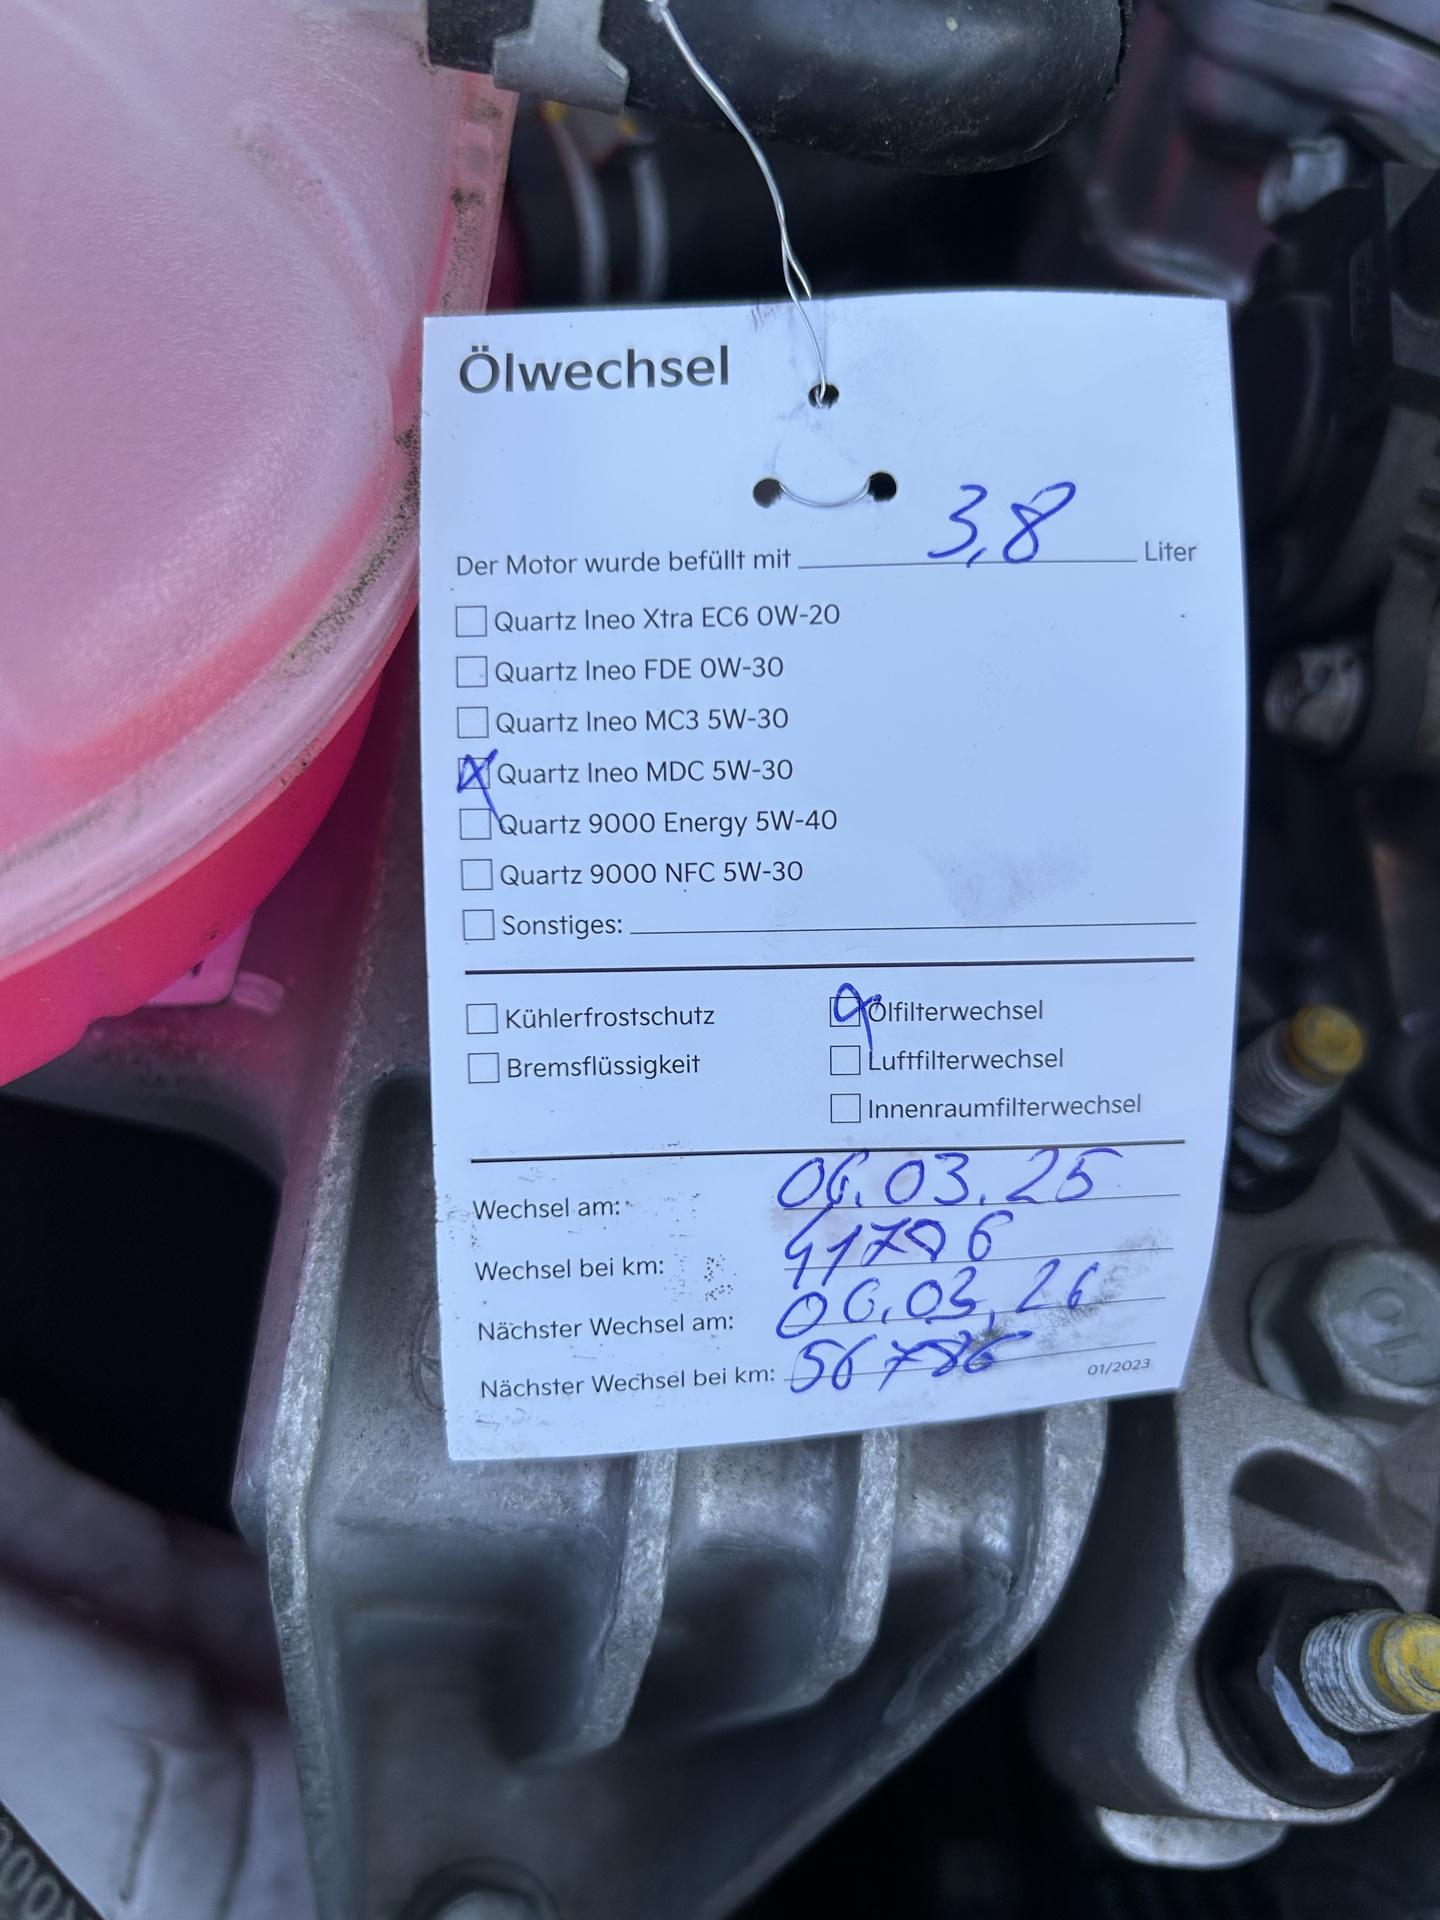 Ölwechsel
Der Motor wurde befüllt mit 3,8 Liter
Quartz Ineo Xtra EC6 0W-20
Quartz Ineo FDE 0W-30
Quartz Ineo MC3 5W-30
Quartz Ineo MDC 5W-30
Quartz 9000 Energy 5W-40
Quartz 9000 NFC 5W-30
Sonstiges:
Kühlerfrostschutz Ölfilterwechsel
Bremsflüssigkeit Luftfilterwechsel
Innenraumfilterwechsel
Wechsel am: 06.03.25
Wechsel bei km:
Nächster Wechsel am: 06.03.26
Nächster Wechsel bei km: 56786
01/2023